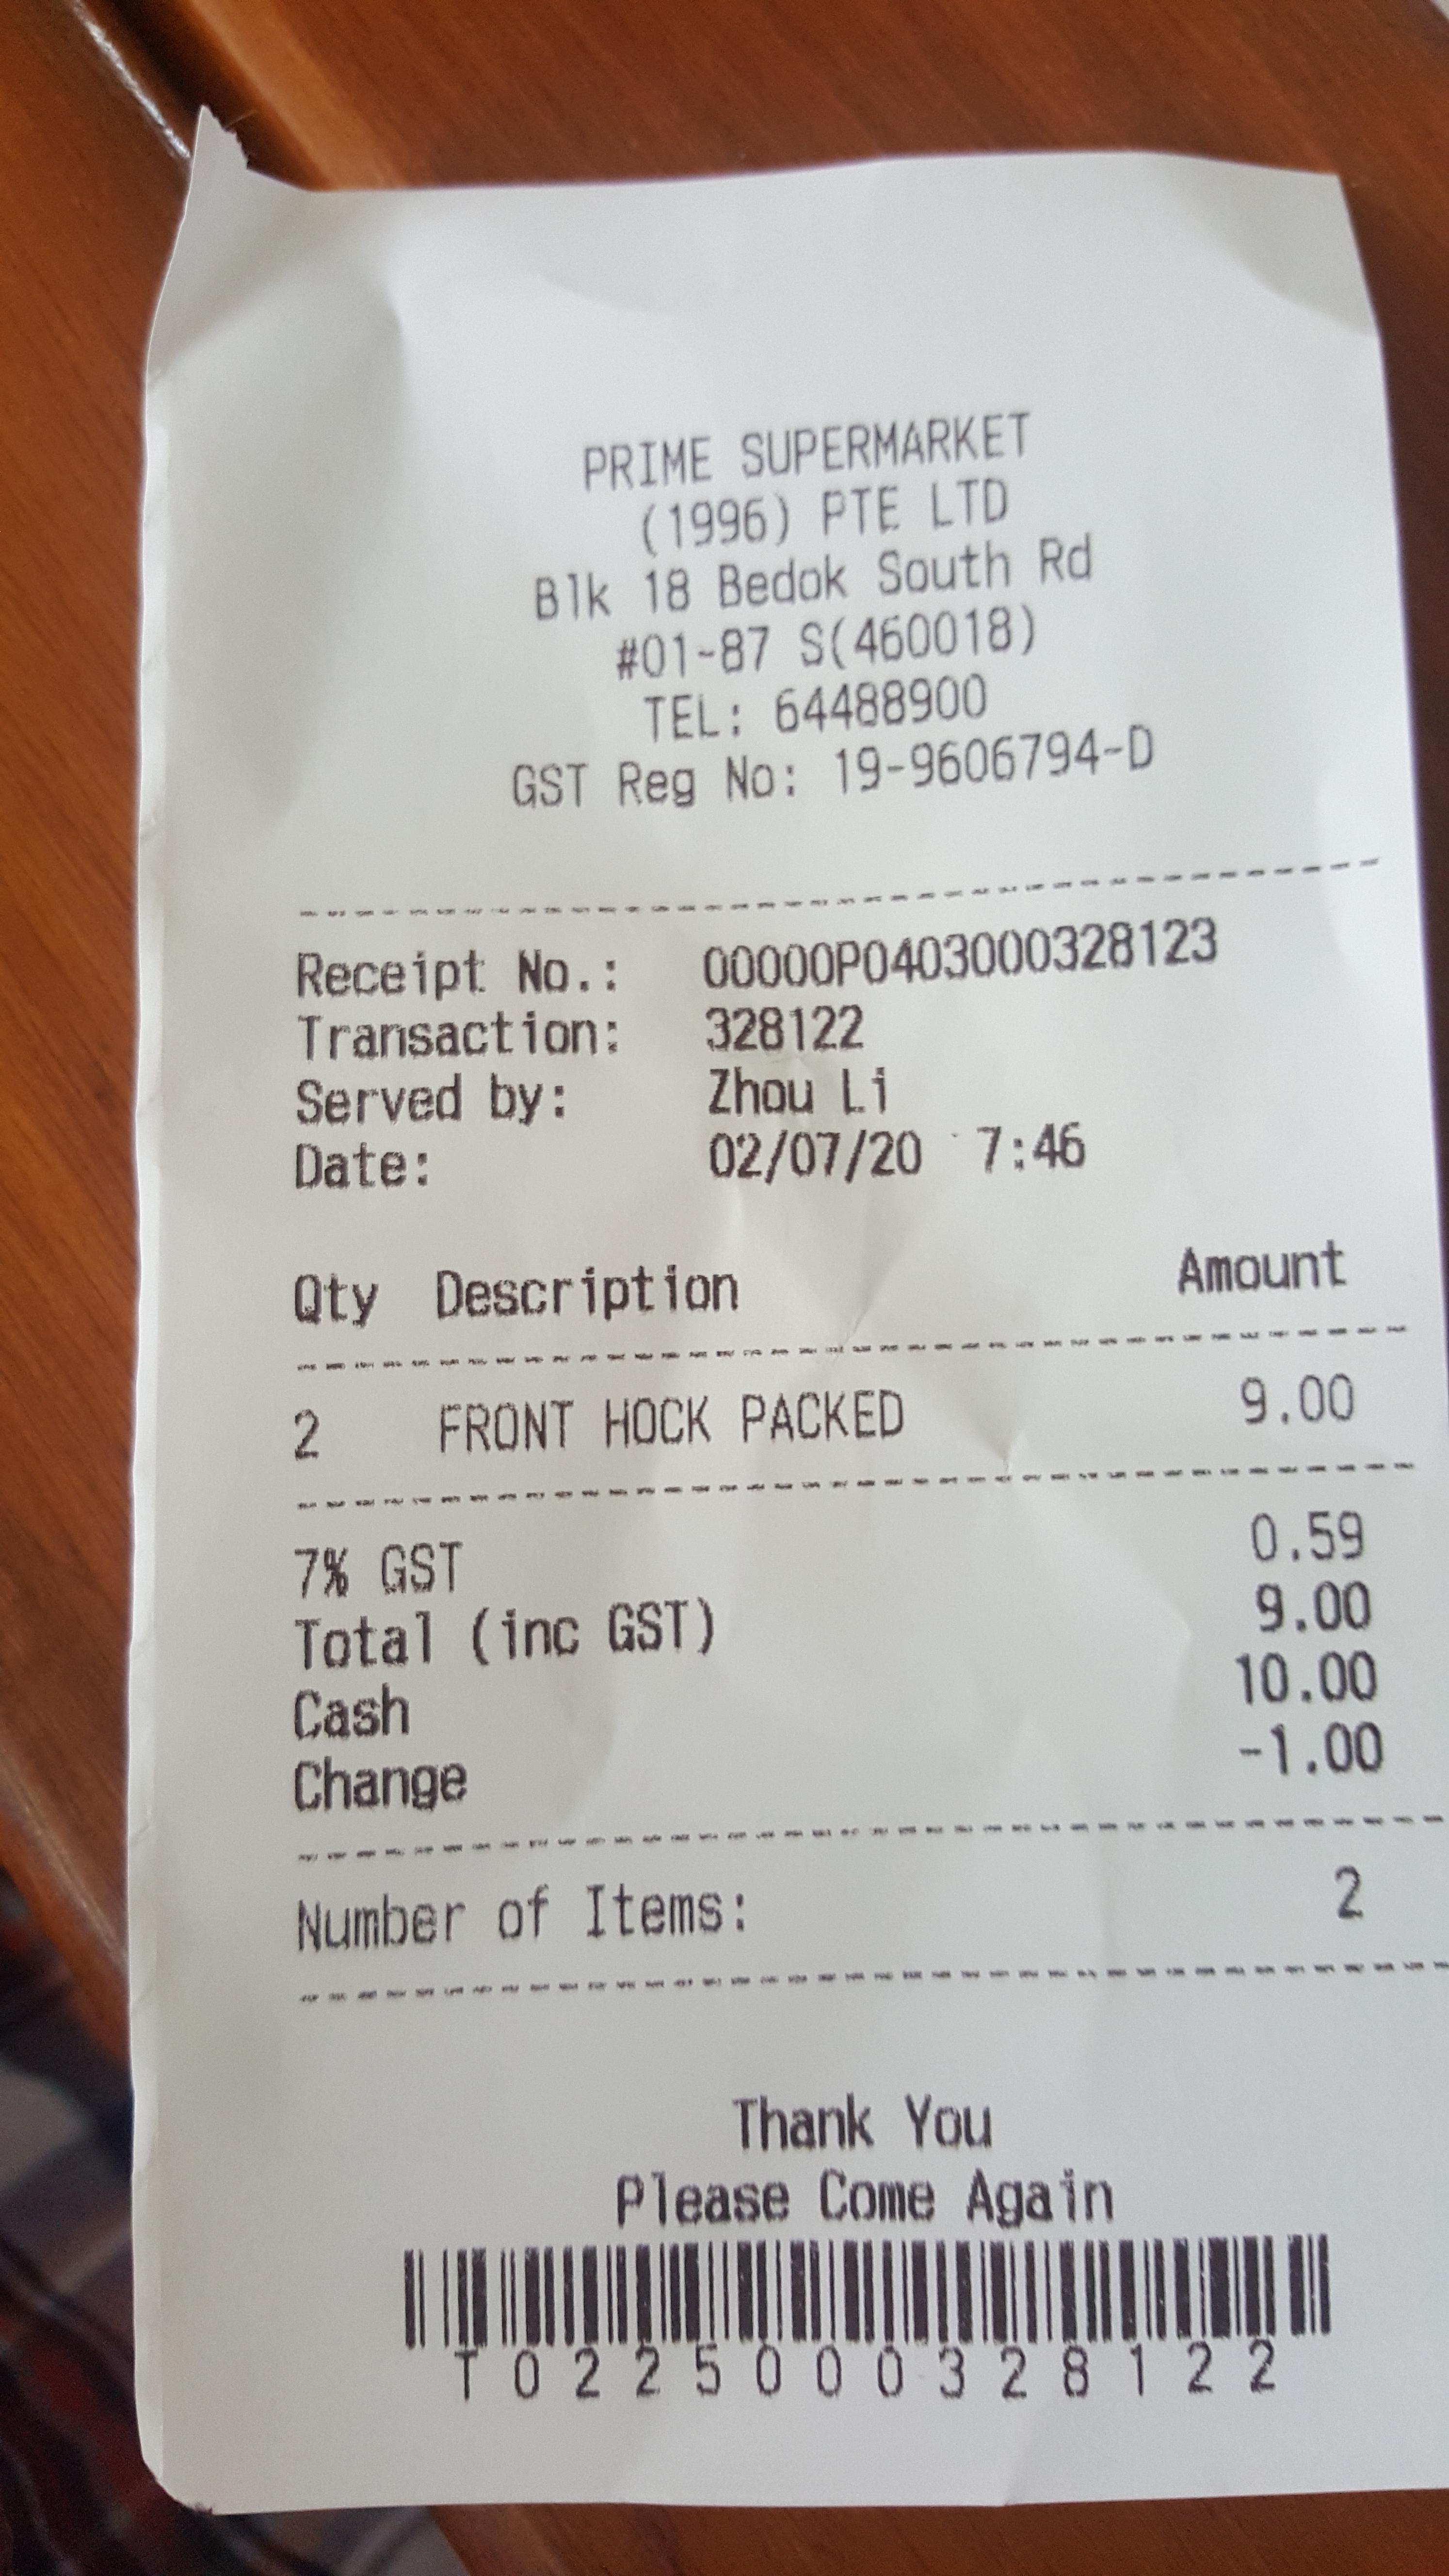 PRIME SUPERMARKET
(1996) PTE LTD
Blk 18 Bedok South Rd
#01-87 S(460018)
TEL: 64488900
GST Reg No: 19-9606794-D
Receipt No.: 00000P0403000328123
Transaction: 328122
Served by: Zhou Li
Date: 02/07/20 7:46
Qty Description Amount
2 FRONT HOCK PACKED 9.00
7% GST 0.59
Total (inc GST) 9.00
Cash 10.00
Change -1.00
Number of Items: 2
Thank You
Please Come Again
T0225000328122